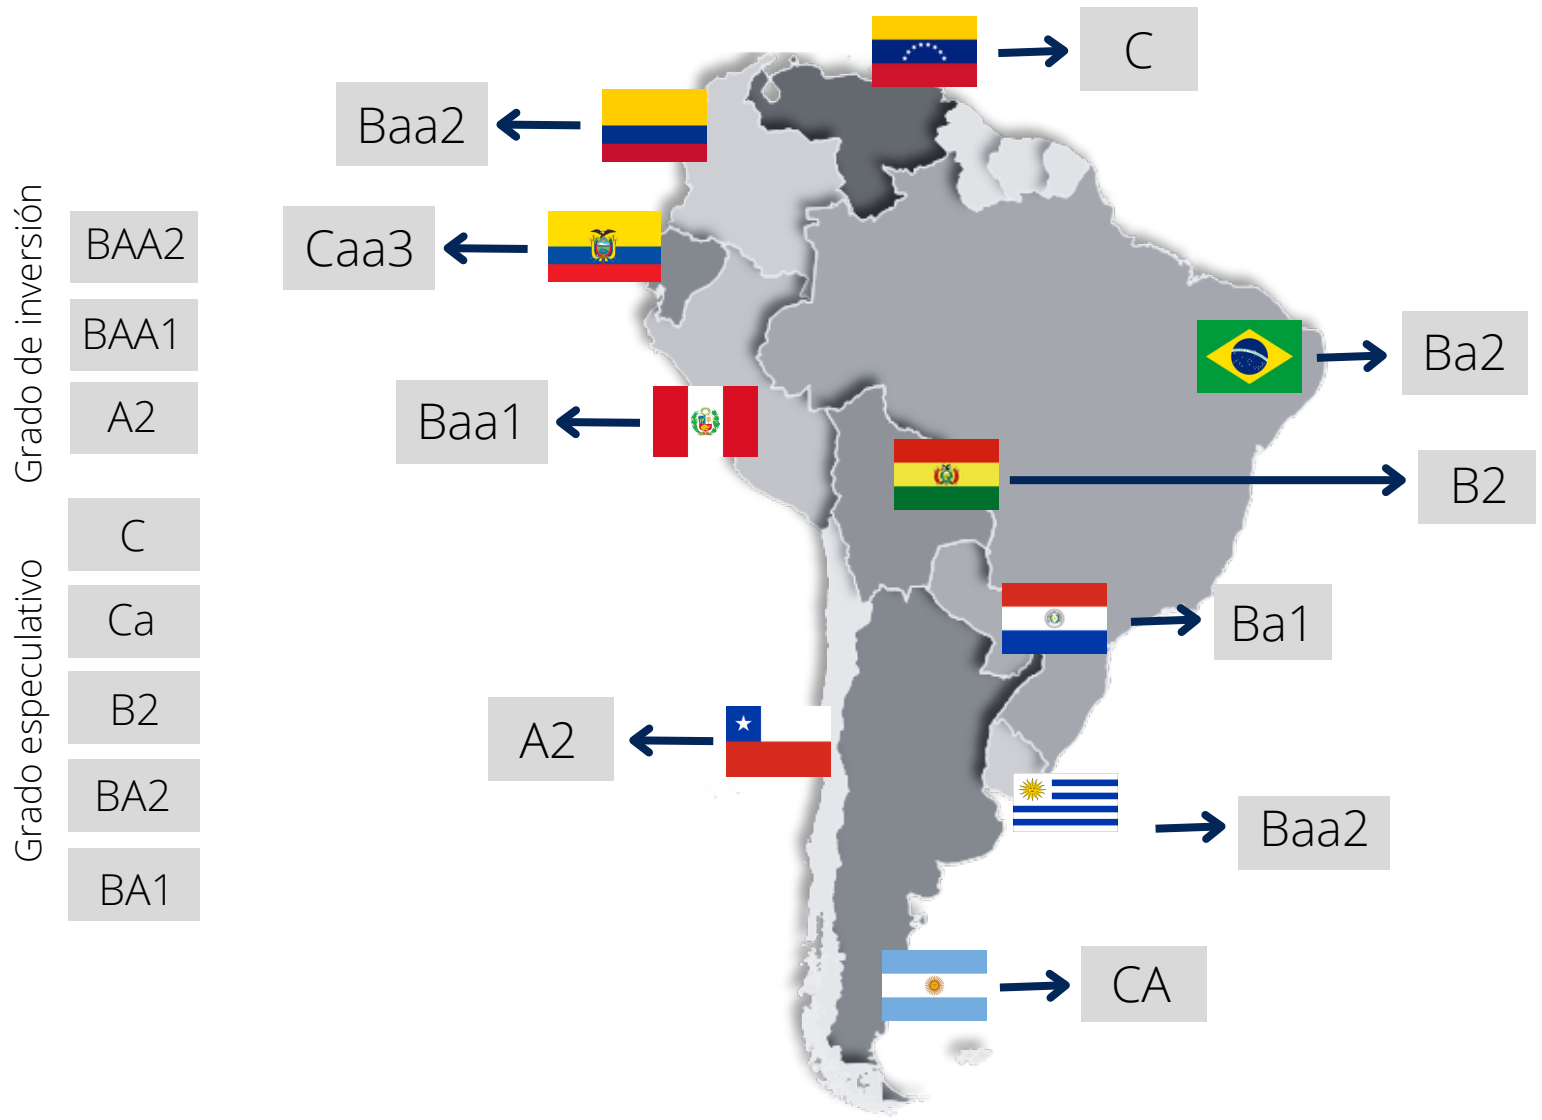 Grado de inversión
BAA2
BAA1
A2
Grado especulativo
C
Ca
B2
BA2
BA1
C
Baa2
Caa3
Ba2
Baa1
B2
Ba1
A2
Baa2
CA